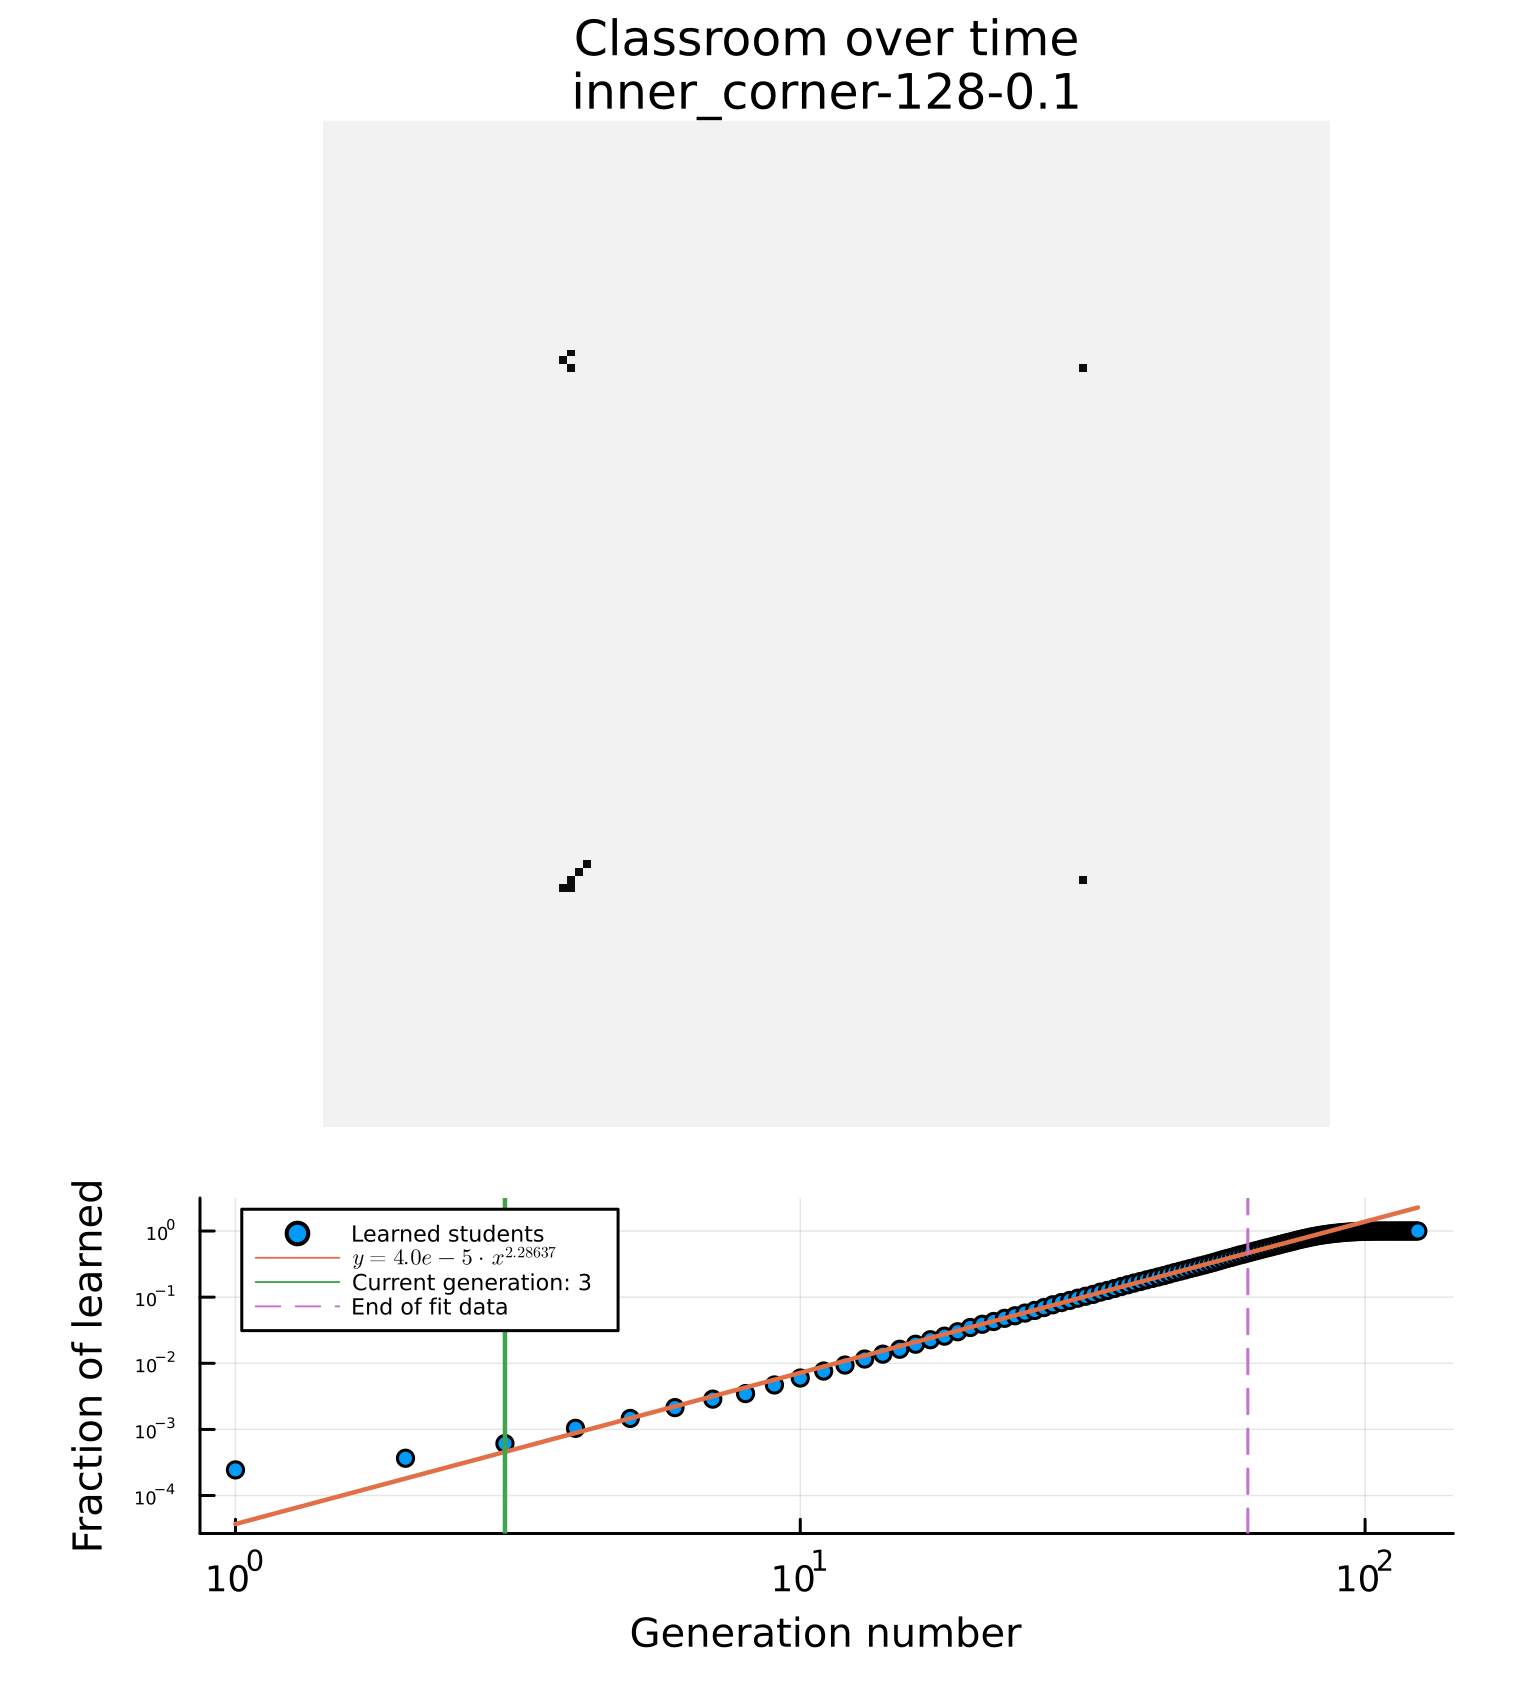 Classroom over time
inner_corner-128-0.1
Fraction of learned
Learned students
y = 4.0e − 5 · x^2.28637
Current generation: 3
End of fit data
10^0
10^−1
10^−2
10^−3
10^−4
10^0 10^1 10^2
Generation number